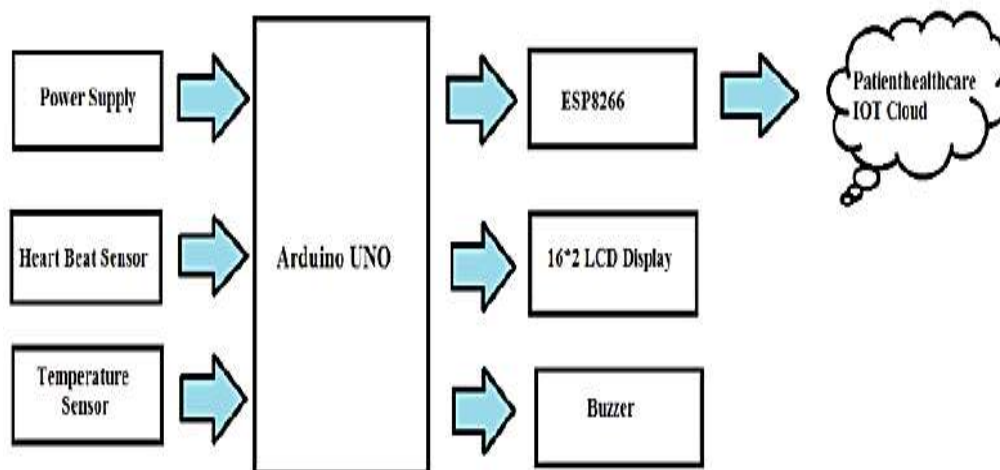 Power Supply
Heart Beat Sensor
Temperature
Sensor
Arduino UNO
ESP8266
16*2 LCD Display
Buzzer
Patienthealthcare
IOT Cloud